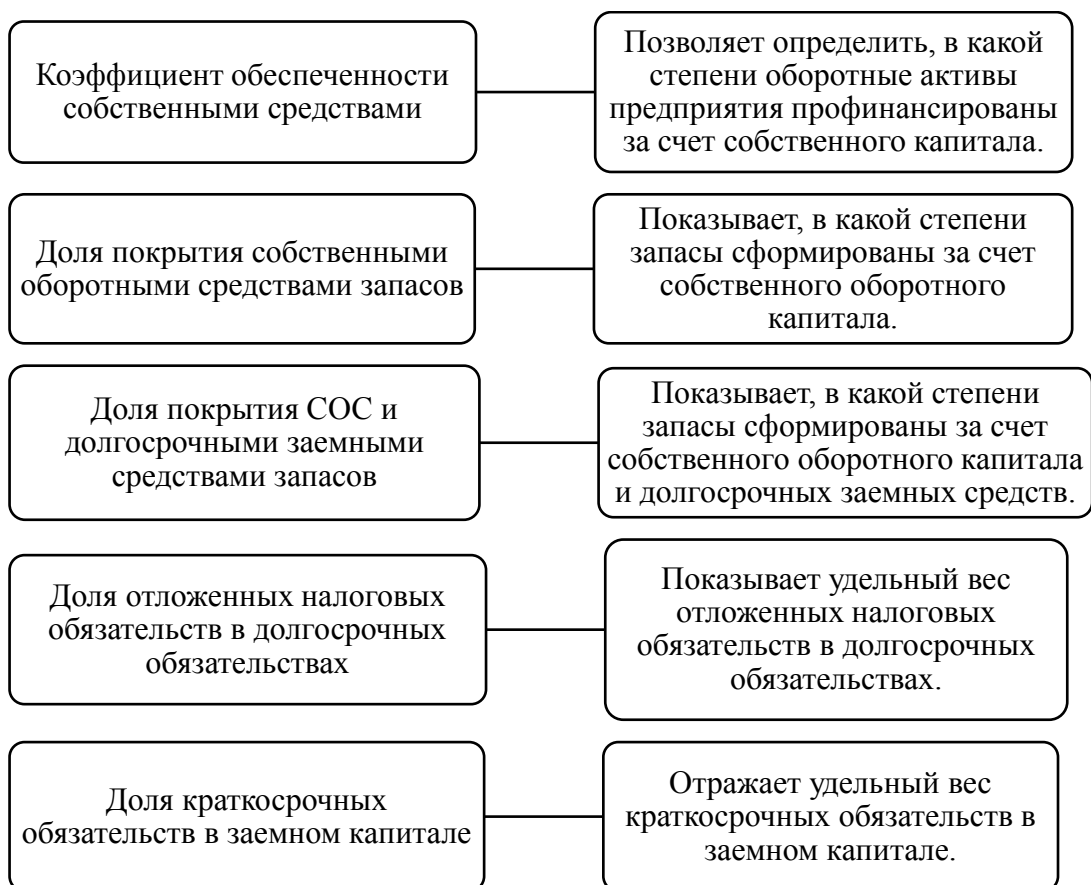 Коэффициент обеспеченности
собственными средствами
Позволяет определить, в какой
степени оборотные активы
предприятия профинансированы
за счет собственного капитала.
Доля покрытия собственными
оборотными средствами запасов
Показывает, в какой степени
запасы сформированы за счет
собственного оборотного
капитала.
Доля покрытия СОС и
долгосрочными заемными
средствами запасов
Показывает, в какой степени
запасы сформированы за счет
собственного оборотного капитала
и долгосрочных заемных средств.
Доля отложенных налоговых
обязательств в долгосрочных
обязательствах
Показывает удельный вес
отложенных налоговых
обязательств в долгосрочных
обязательствах.
Доля краткосрочных
обязательств в заемном капитале
Отражает удельный вес
краткосрочных обязательств в
заемном капитале.